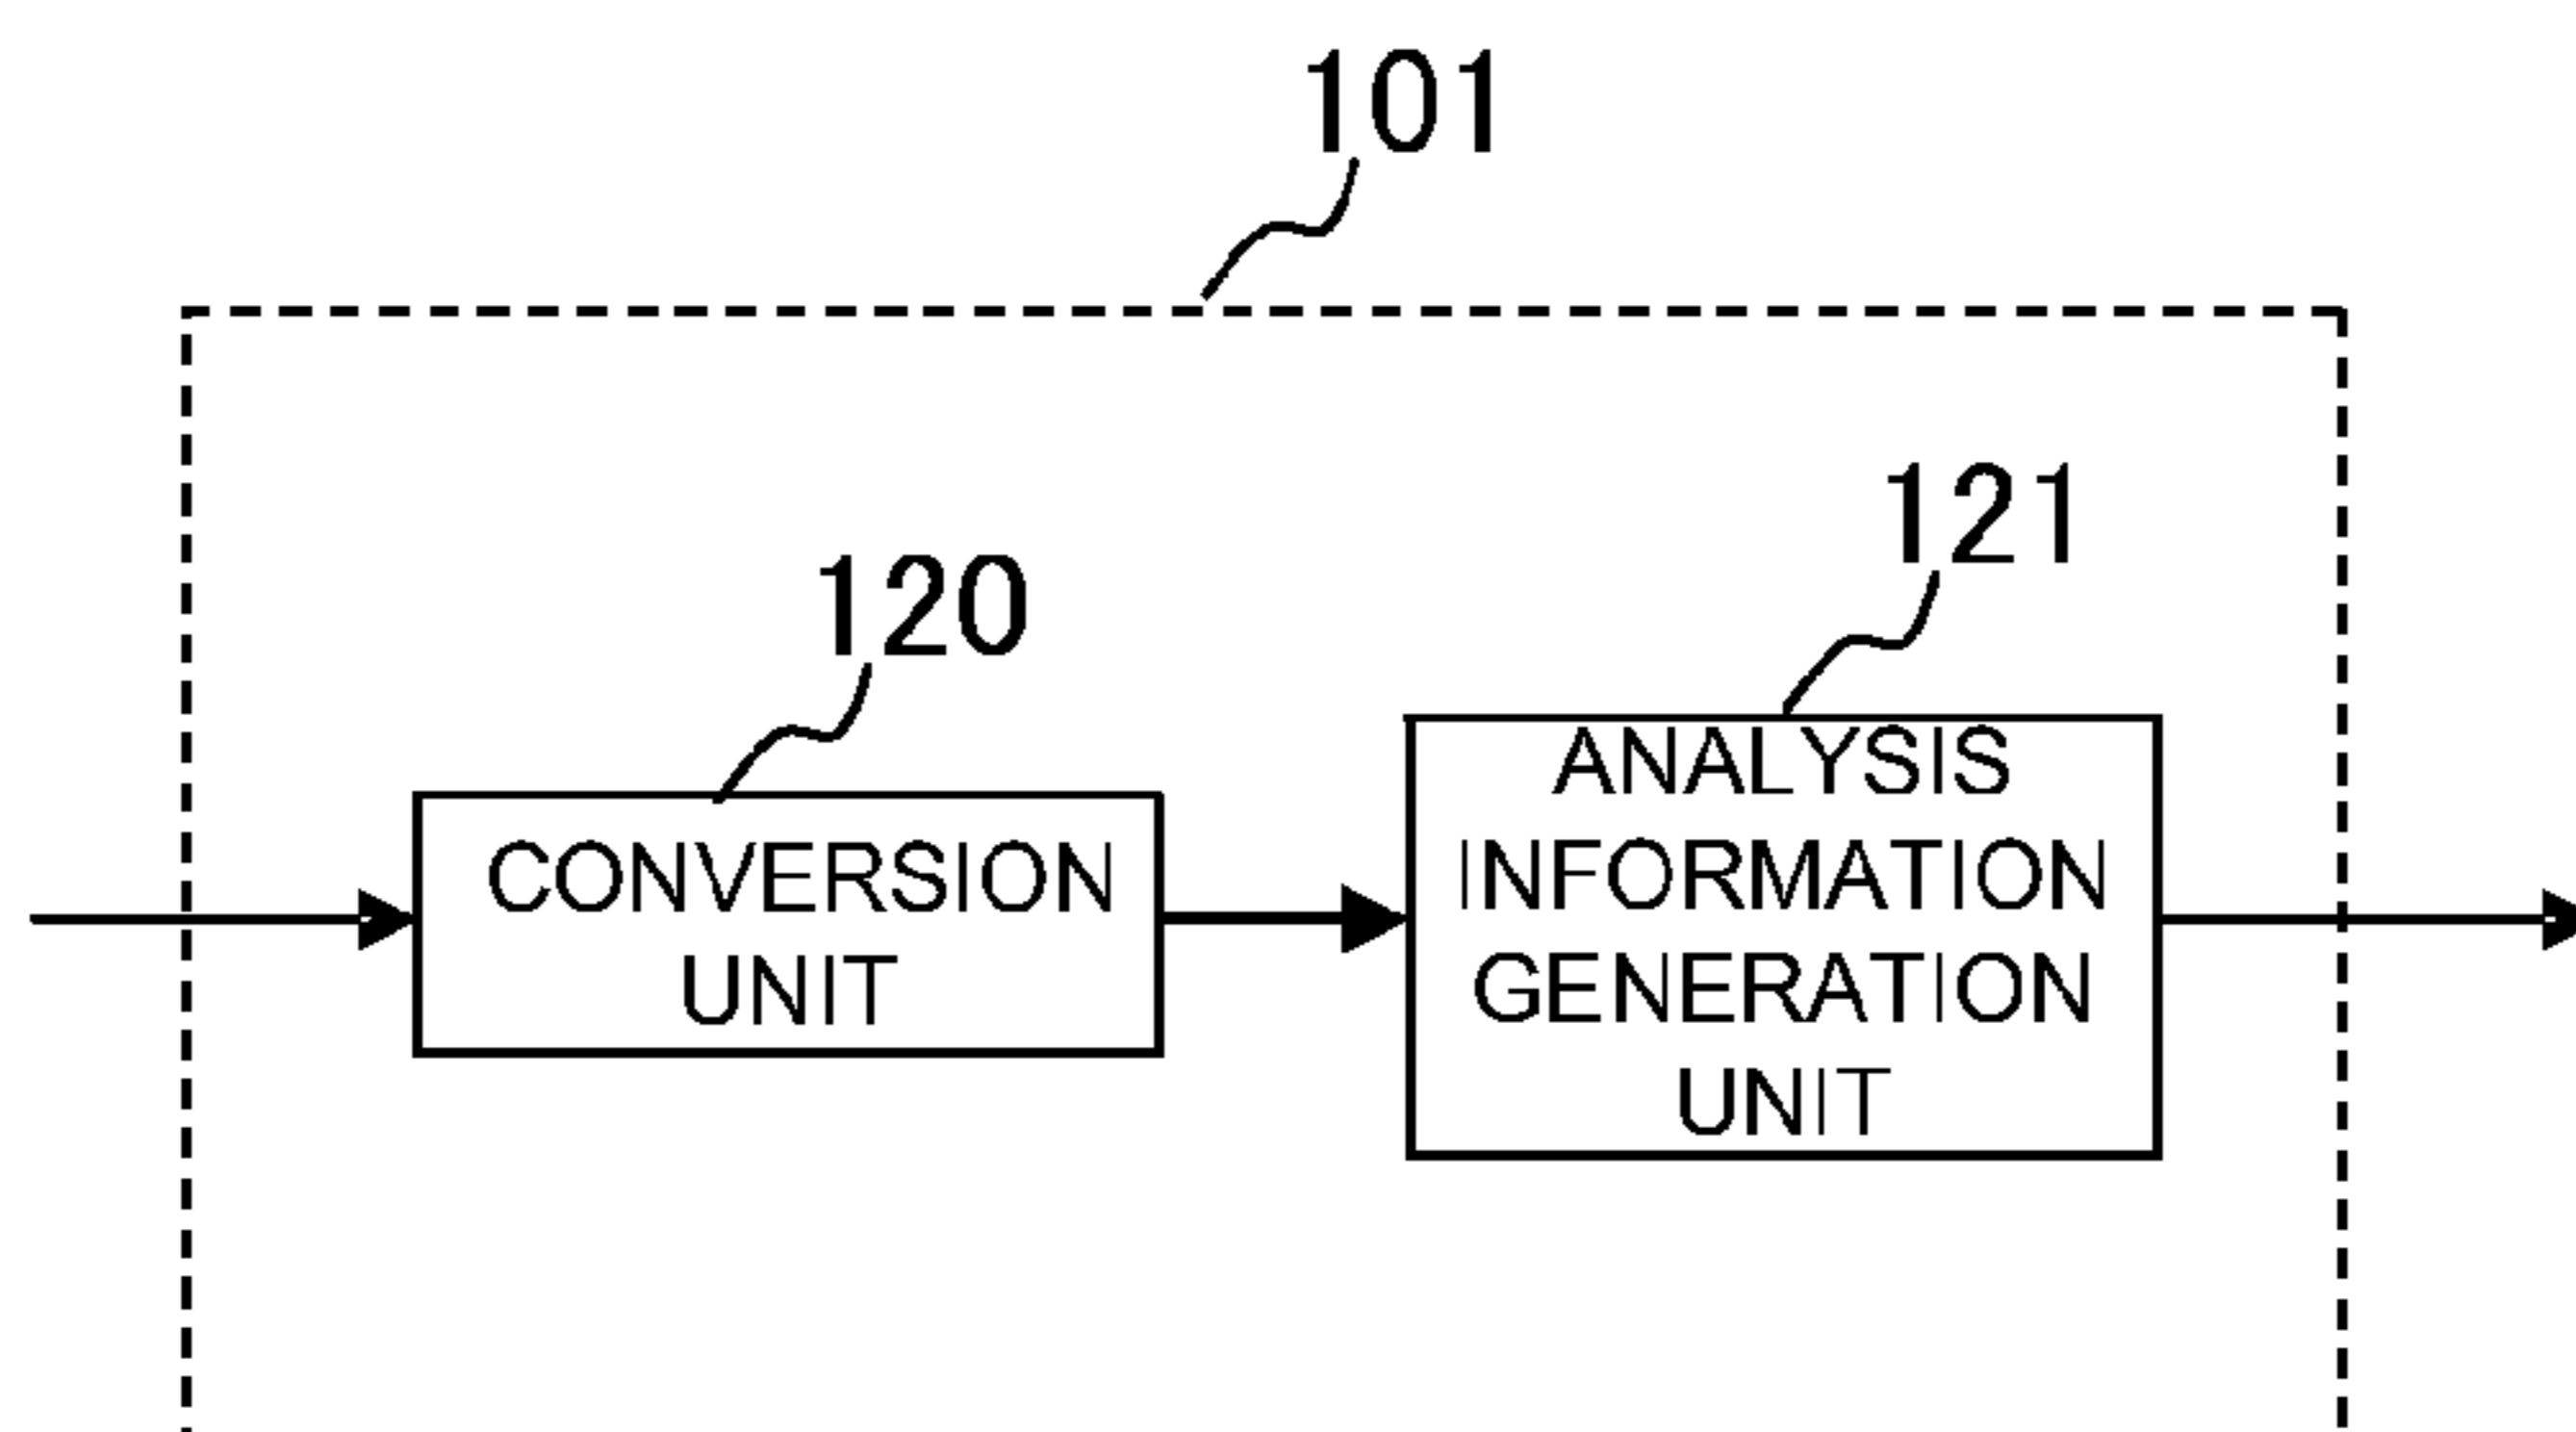 101
120
CONVERSION
UNIT
121
ANALYSIS
INFORMATION
GENERATION
UNIT